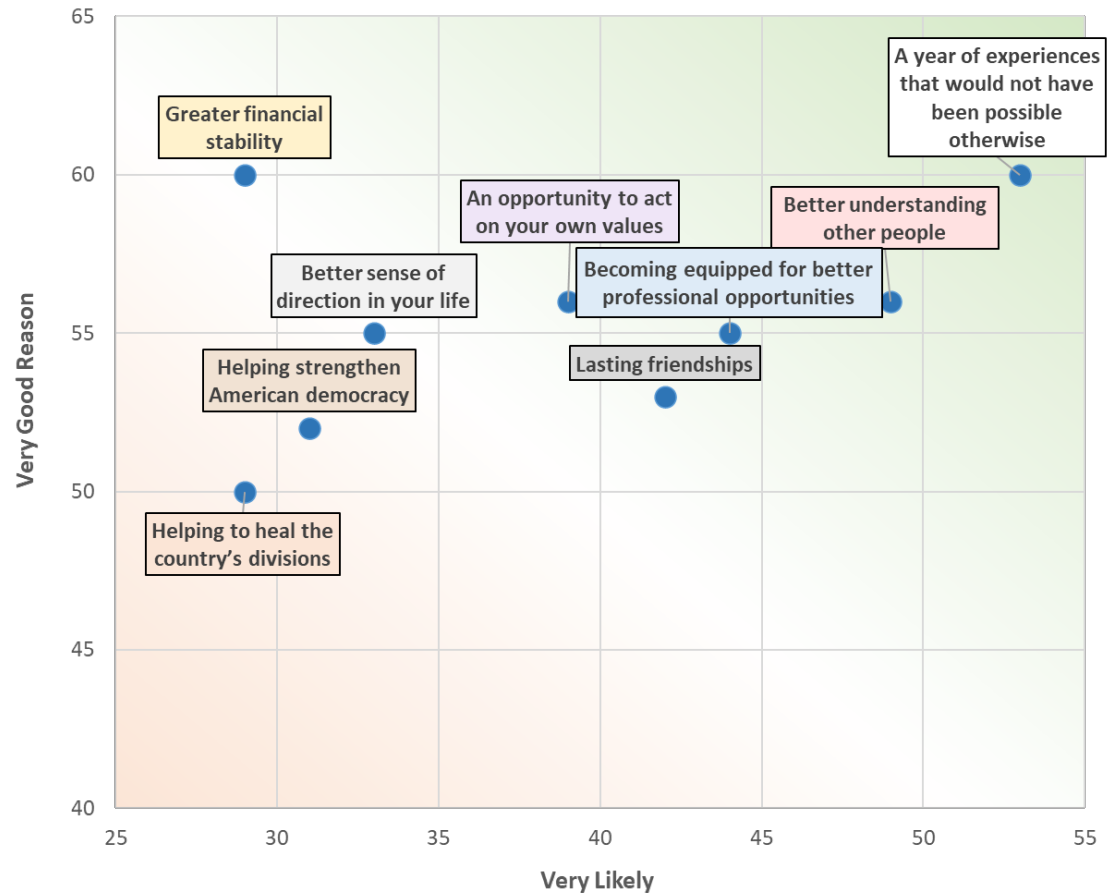 65
A year of experiences
that would not have
been possible
otherwise
Greater financial
stability
60
An opportunity to act
on your own values
Better understanding
other people
Better sense of
direction in your life
Becoming equipped for better
professional opportunities
55
Helping strengthen
American democracy
Lasting friendships
50
Helping to heal the
country’s divisions
45
40
Very Good Reason
25
30
35
40
45
50
55
Very Likely